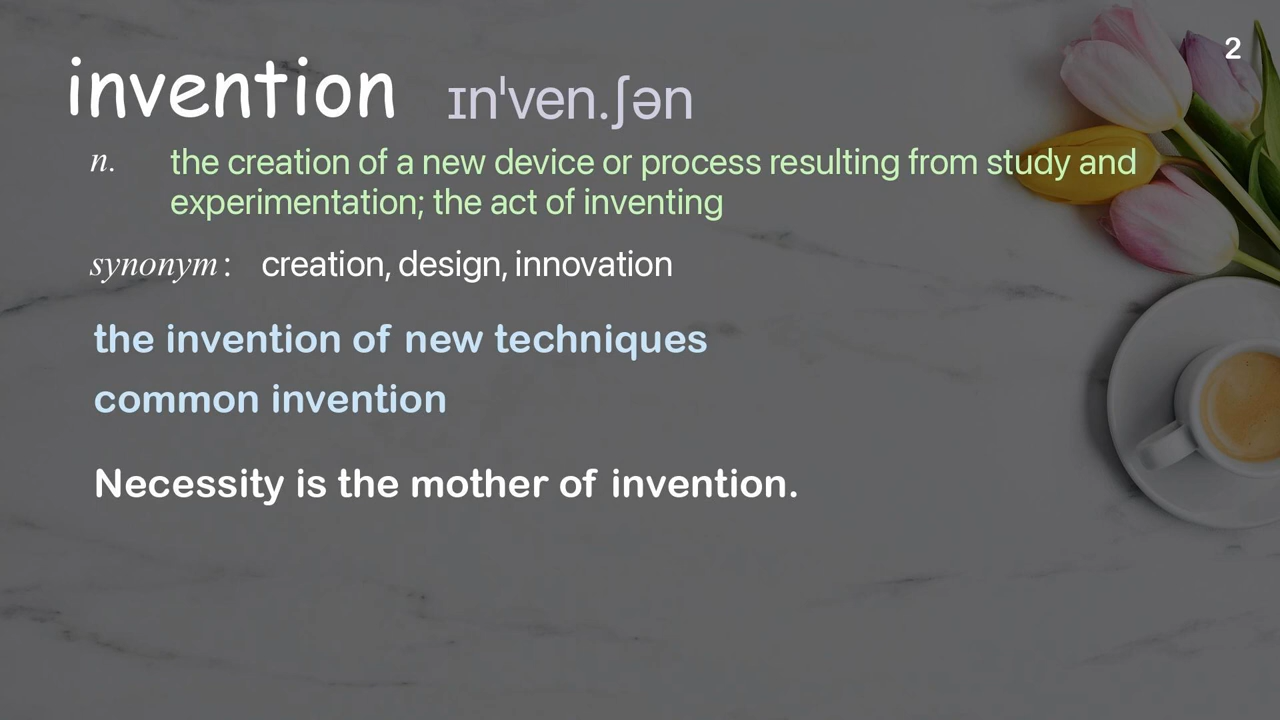 2
invention ɪnˈven.ʃən
n. the creation of a new device or process resulting from study and
experimentation; the act of inventing
synonym : creation, design, innovation
the invention of new techniques
common invention
Necessity is the mother of invention.